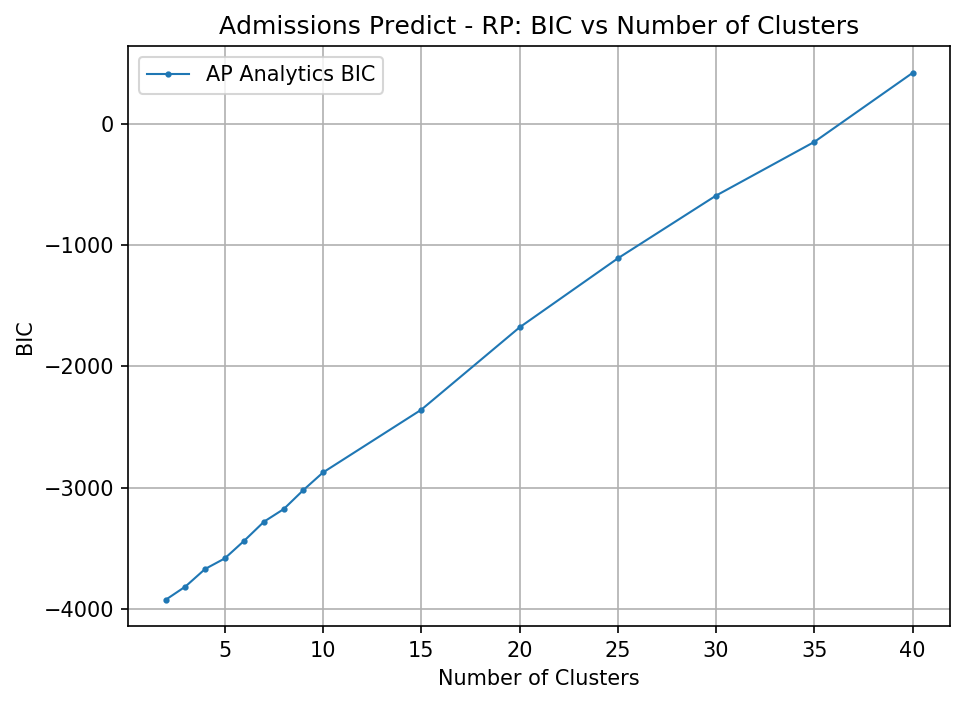 Admissions Predict - RP: BIC vs Number of Clusters
AP Analytics BIC
0
−1000
−2000
−3000
−4000
BIC
5 10 15 20 25 30 35 40
Number of Clusters